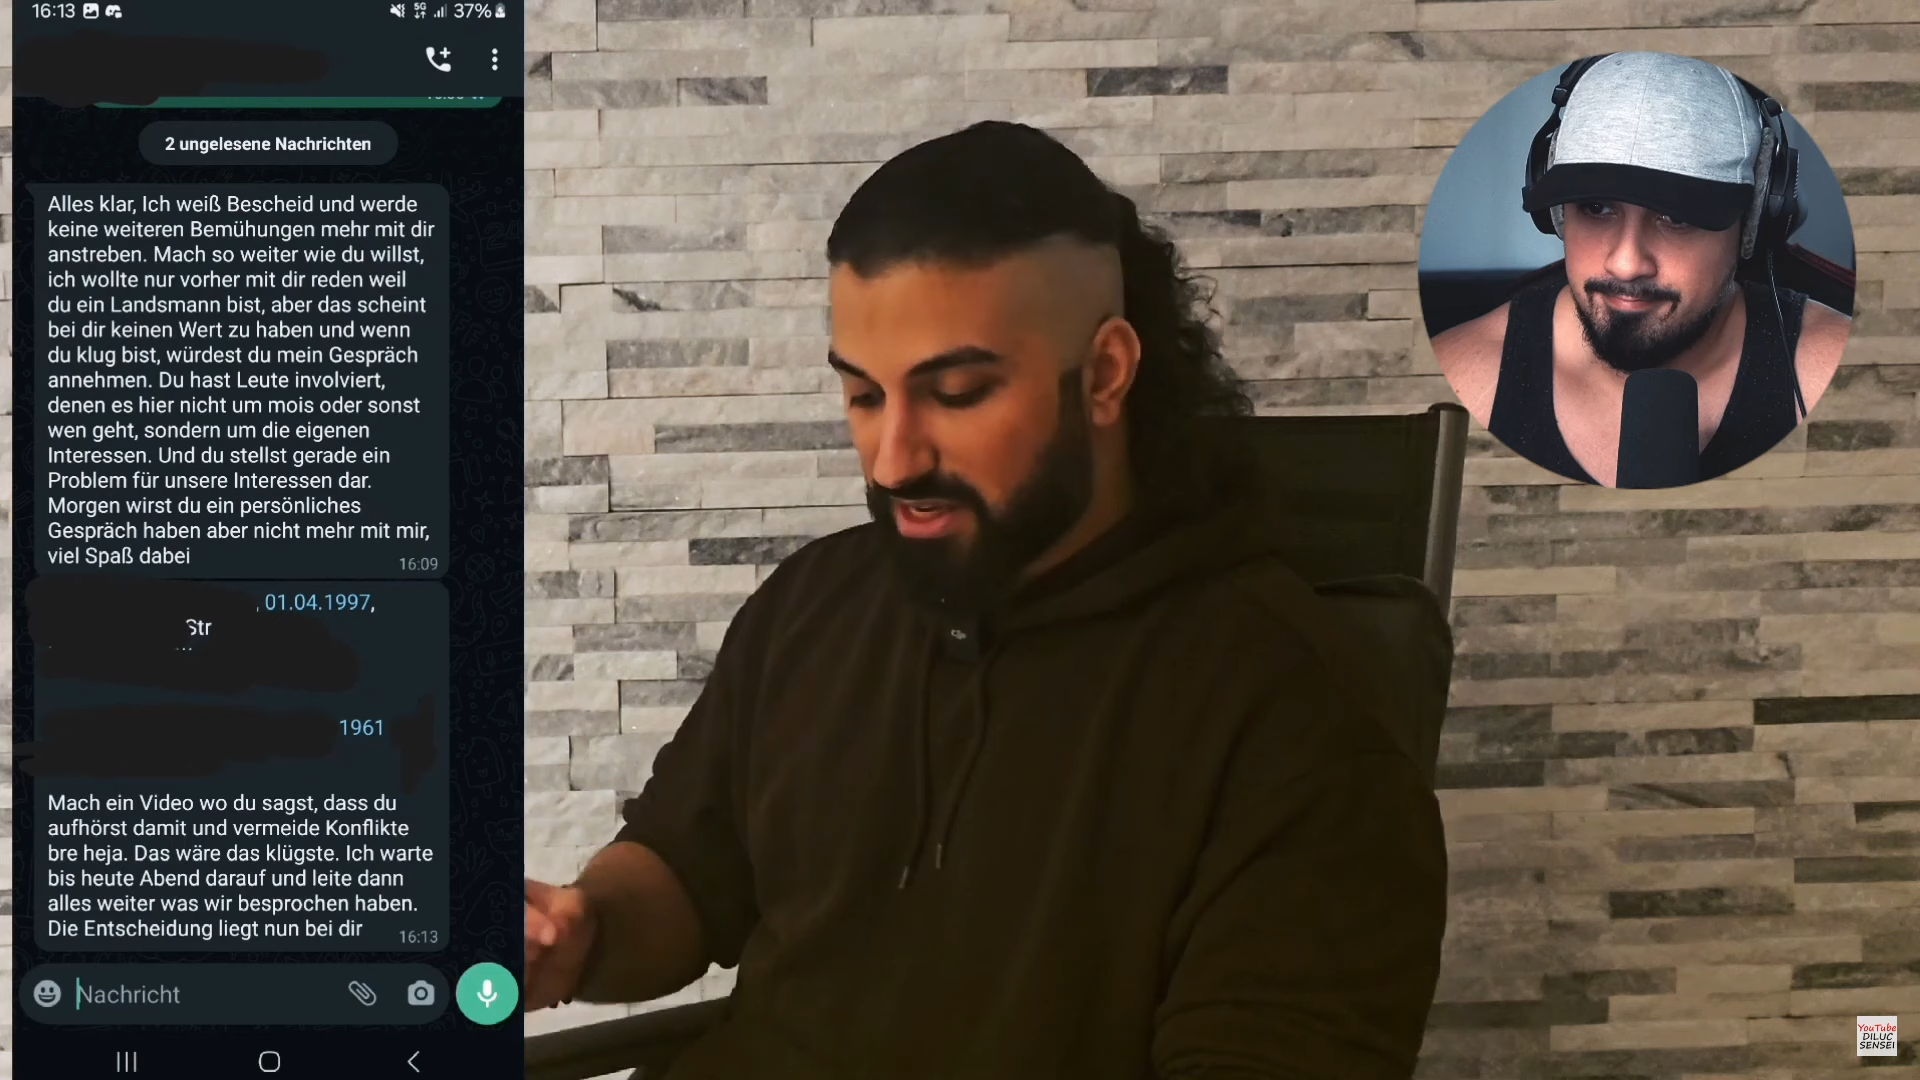 16:13
5G
37%
2 ungelesene Nachrichten
Alles klar, Ich weiß Bescheid und werde
keine weiteren Bemühungen mehr mit dir
anstreben. Mach so weiter wie du willst,
ich wollte nur vorher mit dir reden weil
du ein Landsmann bist, aber das scheint
bei dir keinen Wert zu haben und wenn
du klug bist, würdest du mein Gespräch
annehmen. Du hast Leute involviert,
denen es hier nicht um mois oder sonst
wen geht, sondern um die eigenen
Interessen. Und du stellst gerade ein
Problem für unsere Interessen dar.
Morgen wirst du ein persönliches
Gespräch haben aber nicht mehr mit mir,
viel Spaß dabei
16:09
, 01.04.1997,
Str
1961
Mach ein Video wo du sagst, dass du
aufhörst damit und vermeide Konflikte
bre heja. Das wäre das klügste. Ich warte
bis heute Abend darauf und leite dann
alles weiter was wir besprochen haben.
Die Entscheidung liegt nun bei dir
16:13
Nachricht
YouTube
DILUC
SENSEI